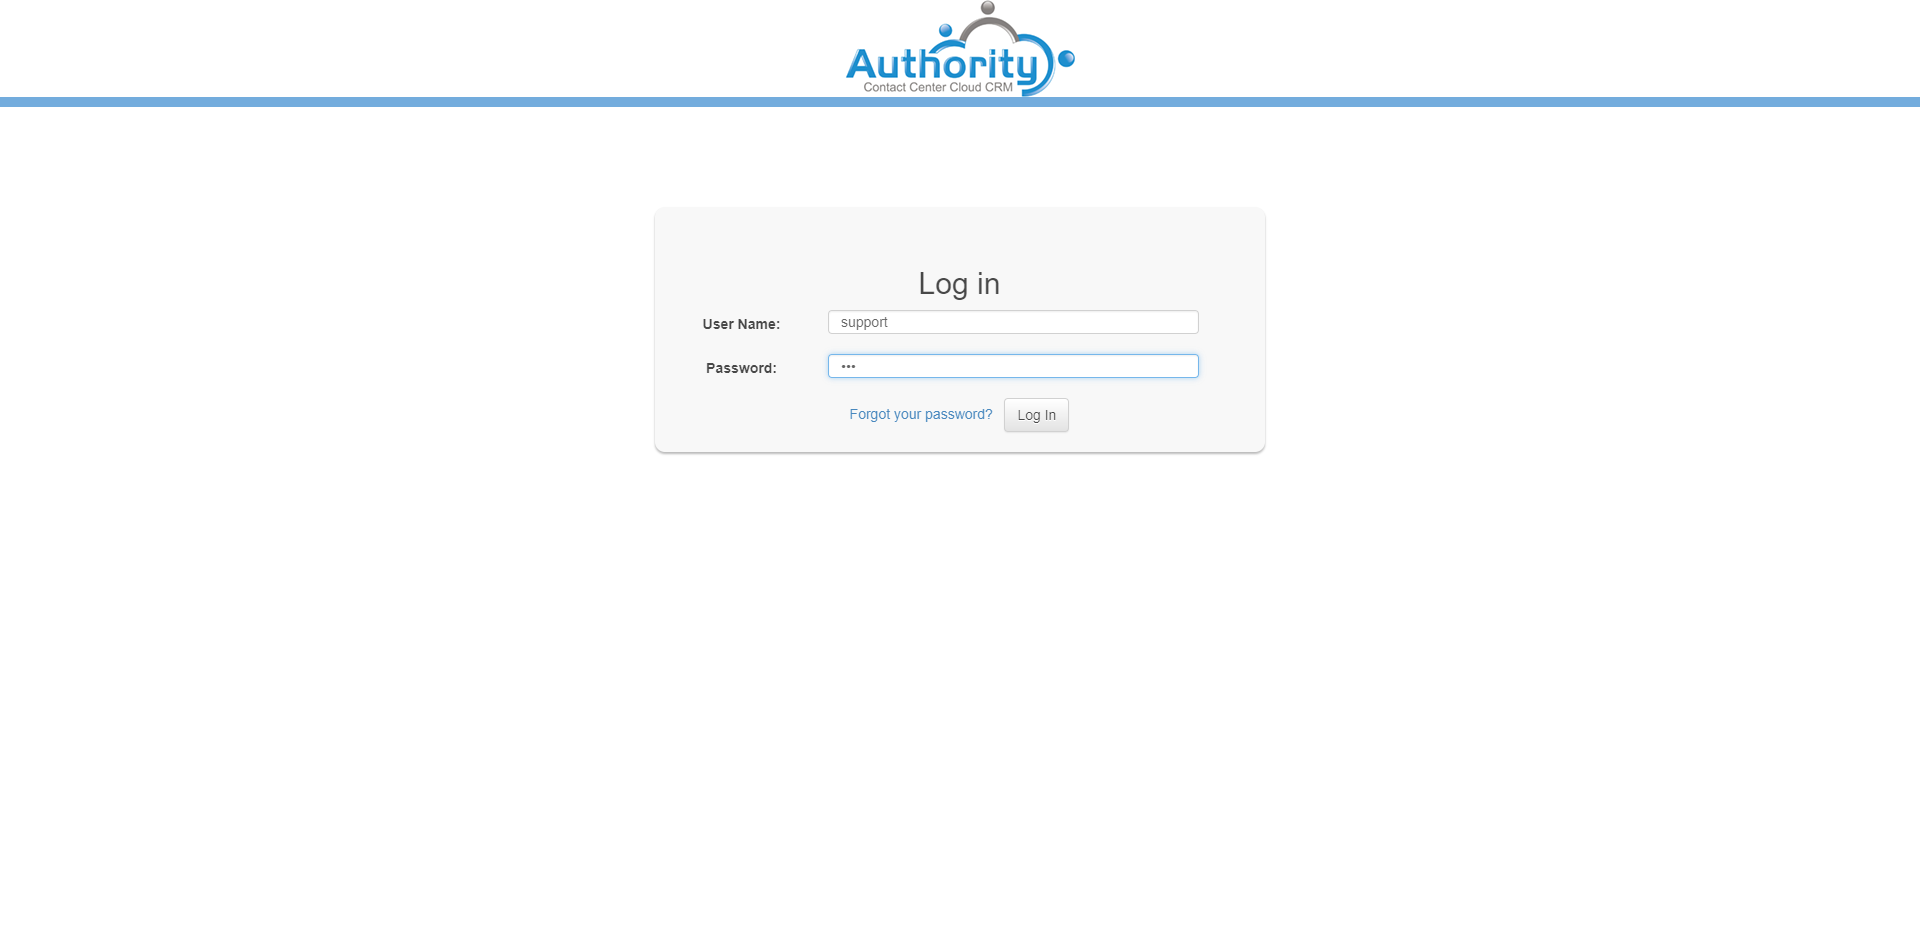 Authority
Contact Center Cloud CRM
Log in
User Name: support
Password: •••
Forgot your password? Log In